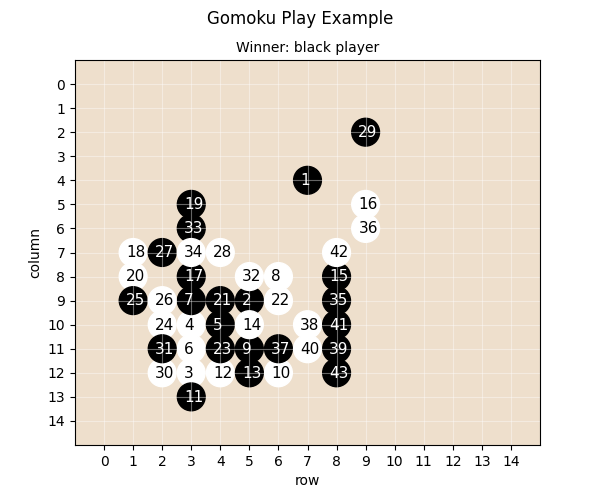 Gomoku Play Example
Winner: black player
0
1
2 29
3
4 1
5 19 16
6 33 36
7 18 27 34 28 42
8 20 17 32 8 15
9 25 26 7 21 2 22 35
10 24 4 5 14 38 41
11 31 6 23 9 37 40 39
12 30 3 12 13 10 43
13 11
14
column
0 1 2 3 4 5 6 7 8 9 10 11 12 13 14
row